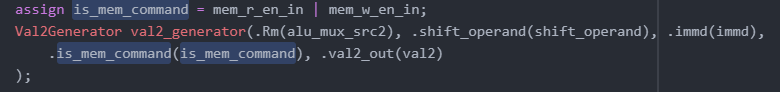 assign is_mem_command = mem_r_en_in | mem_w_en_in;
Val2Generator val2_generator(.Rm(alu_mux_src2), .shift_operand(shift_operand), .immd(immd),
.is_mem_command(is_mem_command), .val2_out(val2)
);